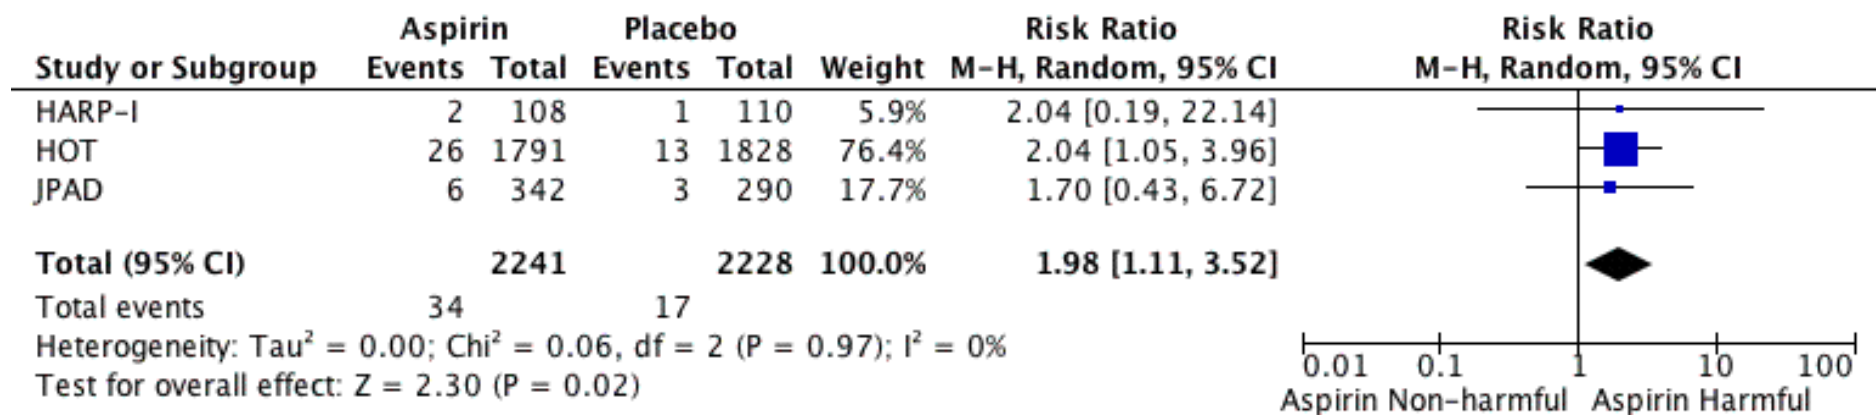 Aspirin Placebo Risk Ratio Risk Ratio
Study or Subgroup Events Total Events Total Weight M-H, Random, 95% CI M-H, Random, 95% CI
HARP-I 2 108 1 110 5.9% 2.04 [0.19, 22.14]
HOT 26 1791 13 1828 76.4% 2.04 [1.05, 3.96]
JPAD 6 342 3 290 17.7% 1.70 [0.43, 6.72]
Total (95% CI) 2241 2228 100.0% 1.98 [1.11, 3.52]
Total events 34 17
Heterogeneity: Tau² = 0.00; Chi² = 0.06, df = 2 (P = 0.97); I² = 0%
Test for overall effect: Z = 2.30 (P = 0.02)
0.01 0.1 1 10 100
Aspirin Non-harmful Aspirin Harmful